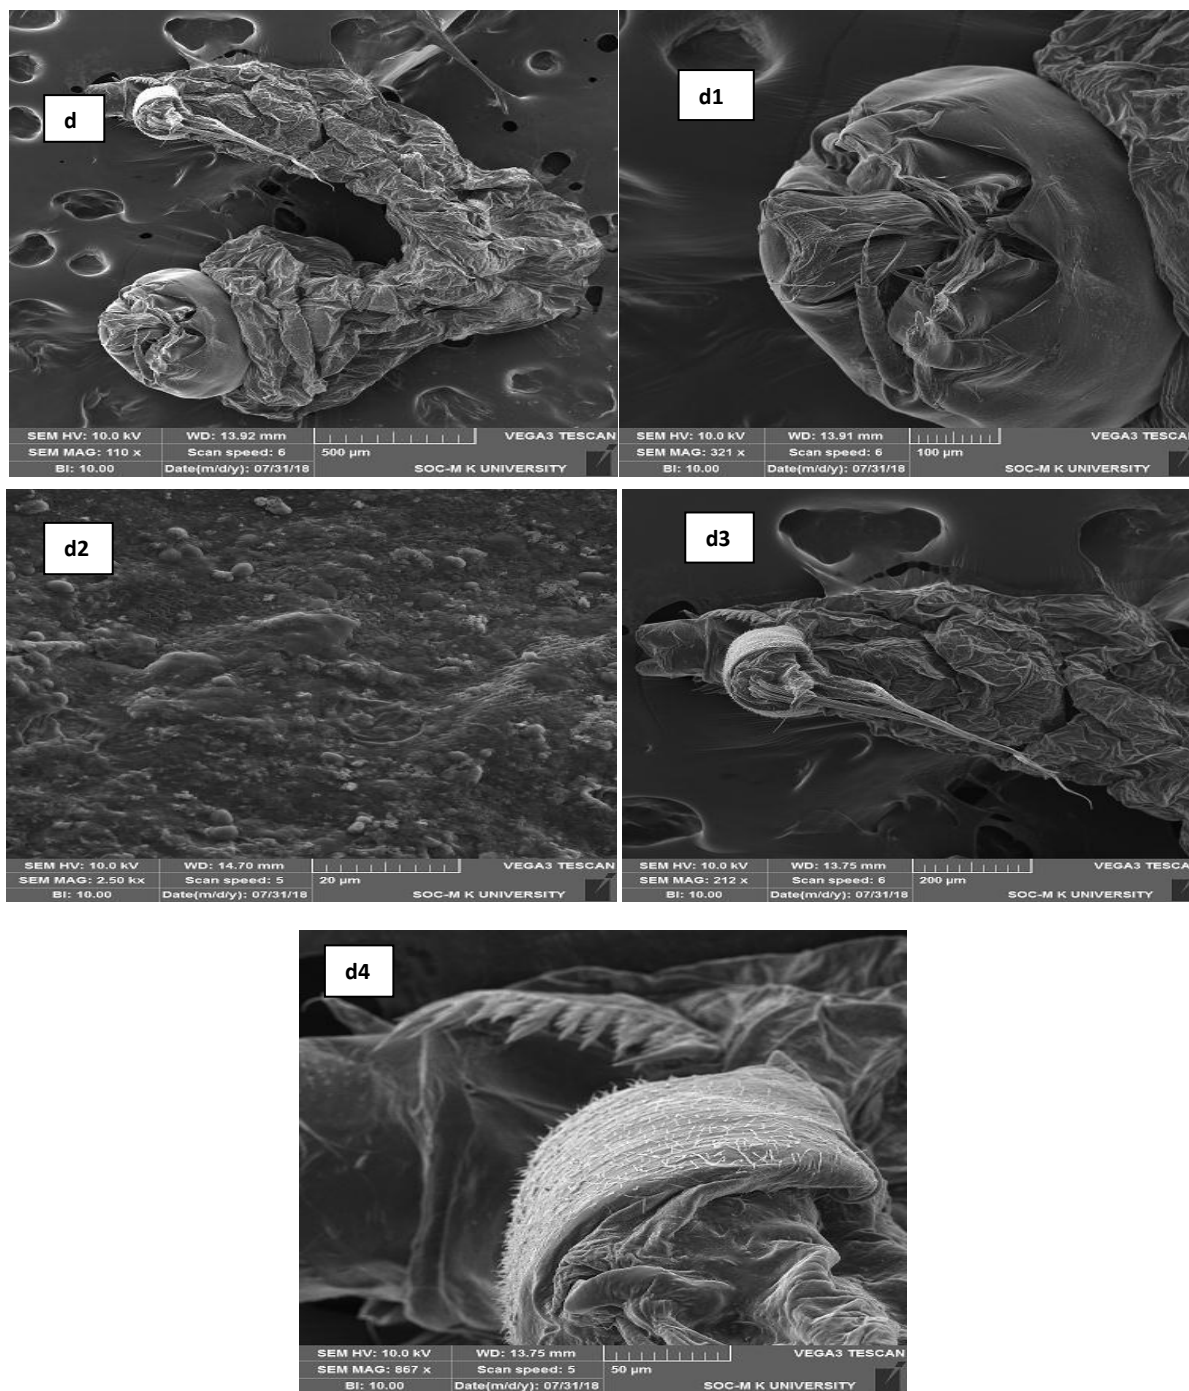 d
SEM HV: 10.0 kV WD: 13.92 mm VEGA3 TESCAN
SEM MAG: 110 x Scan speed: 6 500 µm
BI: 10.00 Date(m/d/y): 07/31/18 SOC-M K UNIVERSITY
d1
SEM HV: 10.0 kV WD: 13.91 mm VEGA3 TESCAN
SEM MAG: 321 x Scan speed: 6 100 µm
BI: 10.00 Date(m/d/y): 07/31/18 SOC-M K UNIVERSITY
d2
SEM HV: 10.0 kV WD: 14.70 mm VEGA3 TESCAN
SEM MAG: 2.50 kx Scan speed: 5 20 µm
BI: 10.00 Date(m/d/y): 07/31/18 SOC-M K UNIVERSITY
d3
SEM HV: 10.0 kV WD: 13.75 mm VEGA3 TESCAN
SEM MAG: 212 x Scan speed: 6 200 µm
BI: 10.00 Date(m/d/y): 07/31/18 SOC-M K UNIVERSITY
d4
SEM HV: 10.0 kV WD: 13.75 mm VEGA3 TESCAN
SEM MAG: 867 x Scan speed: 5 50 µm
BI: 10.00 Date(m/d/y): 07/31/18 SOC-M K UNIVERSITY